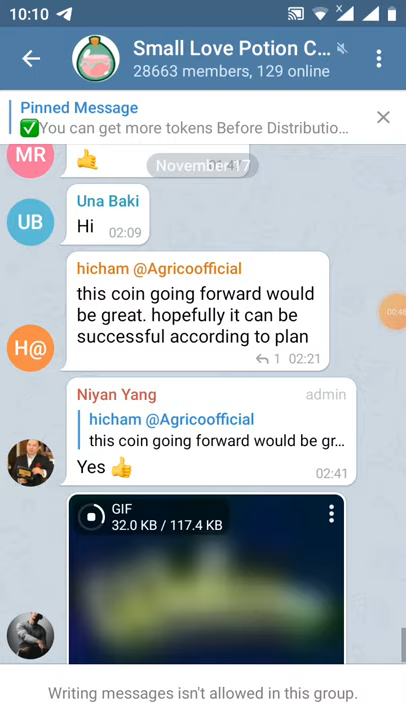 10:10
Small Love Potion C...
28663 members, 129 online
Pinned Message
✅You can get more tokens Before Distributio...
MR
🤙
November 17
Una Baki
UB
Hi
02:09
hicham @Agricoofficial
this coin going forward would
be great. hopefully it can be
successful according to plan
H@
1 02:21
Niyan Yang
admin
hicham @Agricoofficial
this coin going forward would be gr...
Yes 👍
02:41
GIF
32.0 KB / 117.4 KB
Writing messages isn't allowed in this group.